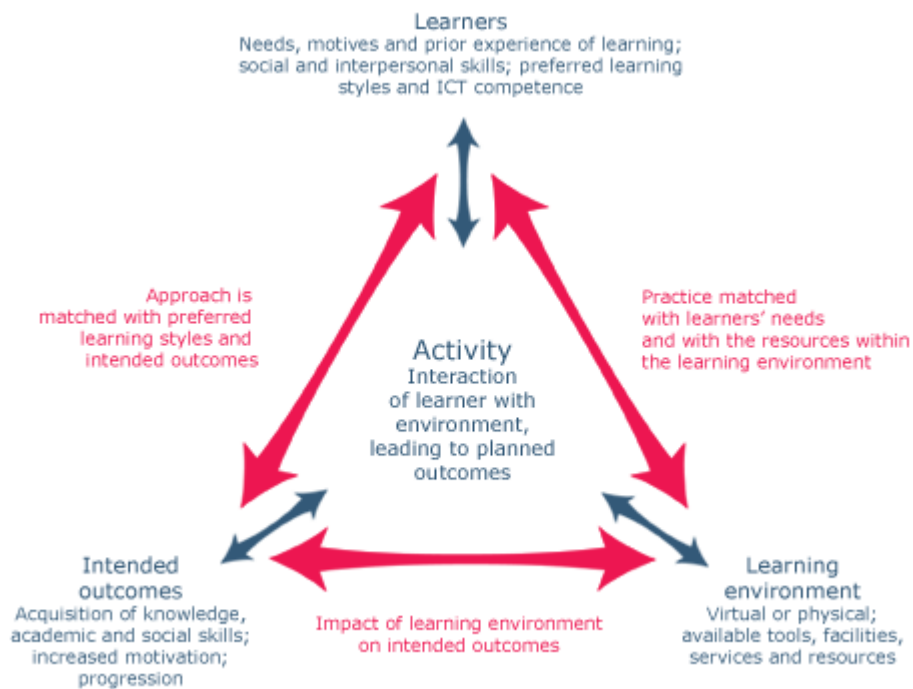 Learners
Needs, motives and prior experience of learning;
social and interpersonal skills; preferred learning
styles and ICT competence
Approach is
matched with preferred
learning styles and
intended outcomes
Practice matched
with learners' needs
and with the resources within
the learning environment
Activity
Interaction
of learner with
environment,
leading to planned
outcomes
Intended
outcomes
Acquisition of knowledge,
academic and social skills;
increased motivation;
progression
Impact of learning environment
on intended outcomes
Learning
environment
Virtual or physical;
available tools, facilities,
services and resources